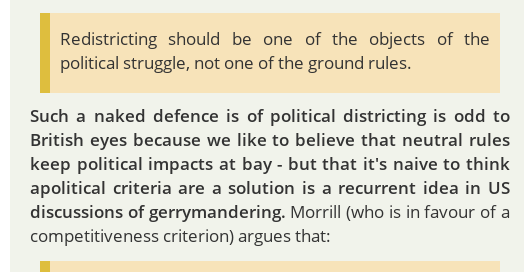 Redistricting should be one of the objects of the
political struggle, not one of the ground rules.
Such a naked defence is of political districting is odd to
British eyes because we like to believe that neutral rules
keep political impacts at bay - but that it's naive to think
apolitical criteria are a solution is a recurrent idea in US
discussions of gerrymandering. Morrill (who is in favour of a
competitiveness criterion) argues that: